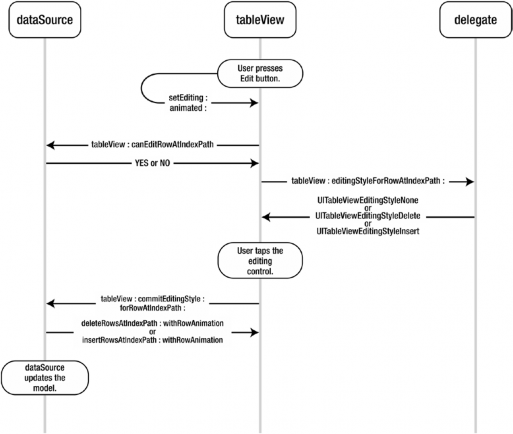 dataSource
tableView
delegate
User presses
Edit button.
setEditing :
animated :
tableView : canEditRowAtIndexPath
YES or NO
tableView : editingStyleForRowAtIndexPath :
UITableViewEditingStyleNone
or
UITableViewEditingStyleDelete
or
UITableViewEditingStyleInsert
User taps the
editing
control.
tableView : commitEditingStyle :
forRowAtIndexPath :
deleteRowsAtIndexPath : withRowAnimation
or
insertRowsAtIndexPath : withRowAnimation
dataSource
updates the
model.